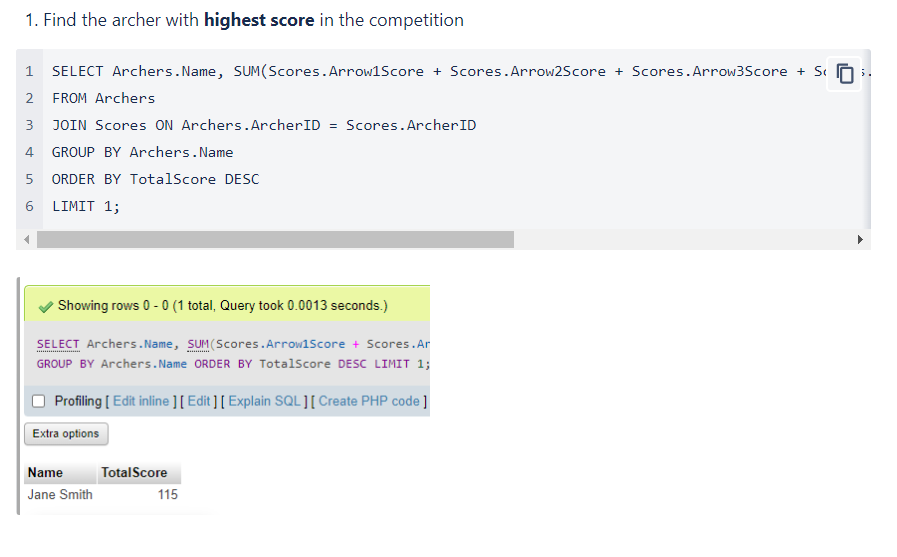 1. Find the archer with highest score in the competition
1 SELECT Archers.Name, SUM(Scores.Arrow1Score + Scores.Arrow2Score + Scores.Arrow3Score +
2 FROM Archers
3 JOIN Scores ON Archers.ArcherID = Scores.ArcherID
4 GROUP BY Archers.Name
5 ORDER BY TotalScore DESC
6 LIMIT 1;
Showing rows 0 - 0 (1 total, Query took 0.0013 seconds.)
SELECT Archers.Name, SUM(Scores.Arrow1Score + Scores.Ar
GROUP BY Archers.Name ORDER BY TotalScore DESC LIMIT 1;
Profiling [ Edit inline ] [ Edit ] [ Explain SQL ] [ Create PHP code ]
Extra options
Name TotalScore
Jane Smith 115